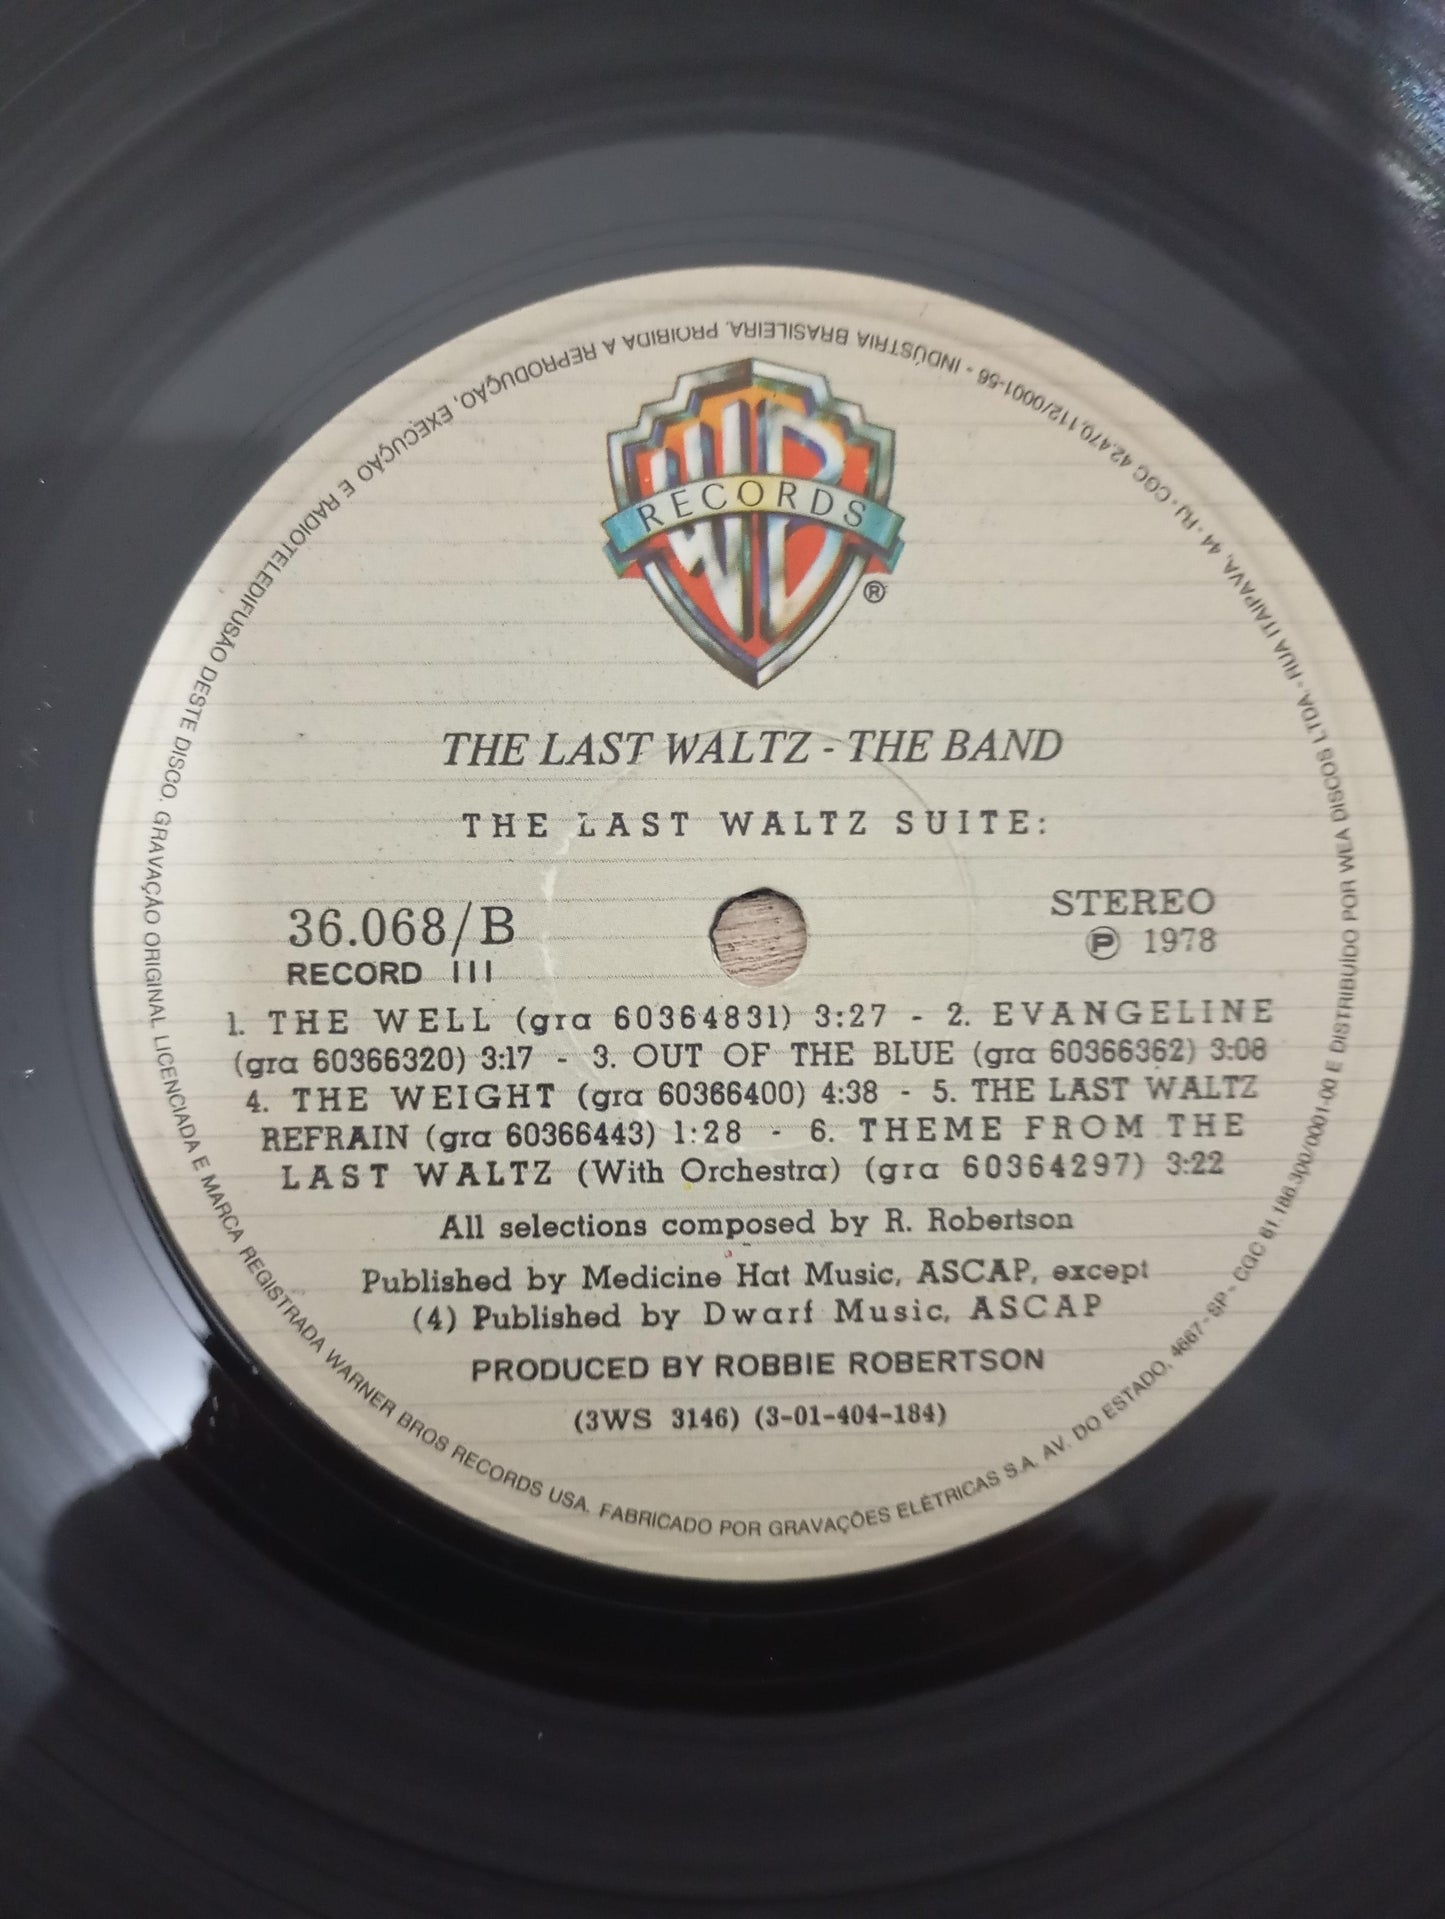 WB
RECORDS
®
THE LAST WALTZ - THE BAND
THE LAST WALTZ SUITE:
36.068/B
RECORD III
STEREO
Ⓟ 1978
1. THE WELL (gra 60364831) 3:27 - 2. EVANGELINE
(gra 60366320) 3:17 - 3. OUT OF THE BLUE (gra 60366362) 3:08
4. THE WEIGHT (gra 60366400) 4:38 - 5. THE LAST WALTZ
REFRAIN (gra 60366443) 1:28 - 6. THEME FROM THE
LAST WALTZ (With Orchestra) (gra 60364297) 3:22
All selections composed by R. Robertson
Published by Medicine Hat Music, ASCAP, except
(4) Published by Dwarf Music, ASCAP
PRODUCED BY ROBBIE ROBERTSON
(3WS 3146) (3-01-404-184)
GRAVAÇÃO ORIGINAL LICENCIADA E MARCA REGISTRADA WARNER BROS RECORDS USA. FABRICADO POR GRAVAÇÕES ELÉTRICAS S.A. AV. DO ESTADO, 4667 - SP - CGC 61.186.300/0001-00 E DISTRIBUIDO POR WEA DISCOS LTDA. - RUA ITAIPAVA, 44 - RJ - CGC 42.470.112/0001-56 - INDÚSTRIA BRASILEIRA. PROIBIDA A REPRODUÇÃO, EXECUÇÃO E RADIOTELEDIFUSÃO DESTE DISCO.